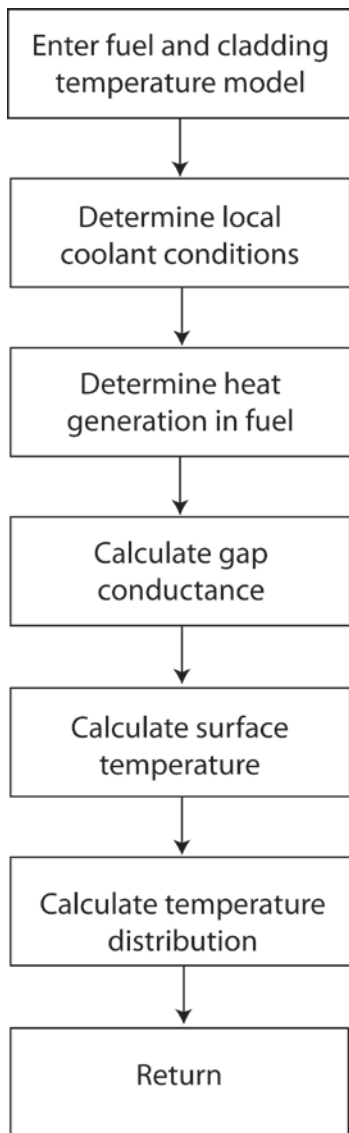 Enter fuel and cladding
temperature model
Determine local
coolant conditions
Determine heat
generation in fuel
Calculate gap
conductance
Calculate surface
temperature
Calculate temperature
distribution
Return